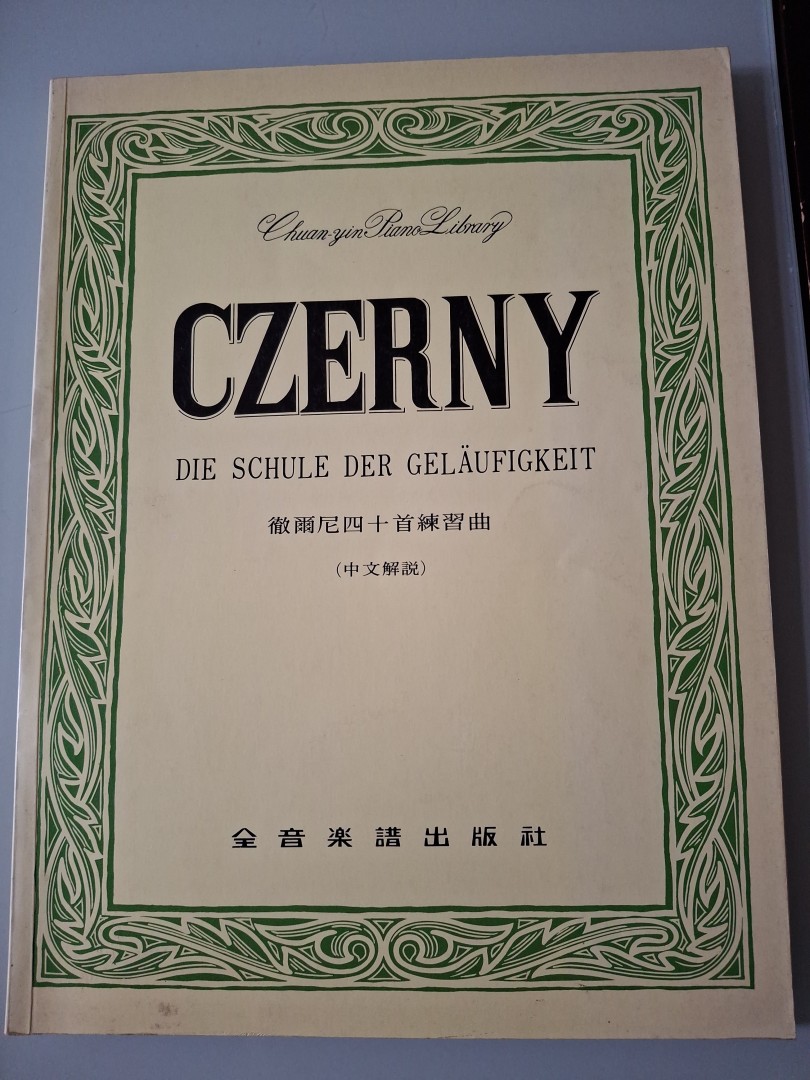 Chuan-yin Piano Library
CZERNY
DIE SCHULE DER GELÄUFIGKEIT
徹爾尼四十首練習曲
(中文解説)
全音楽譜出版社